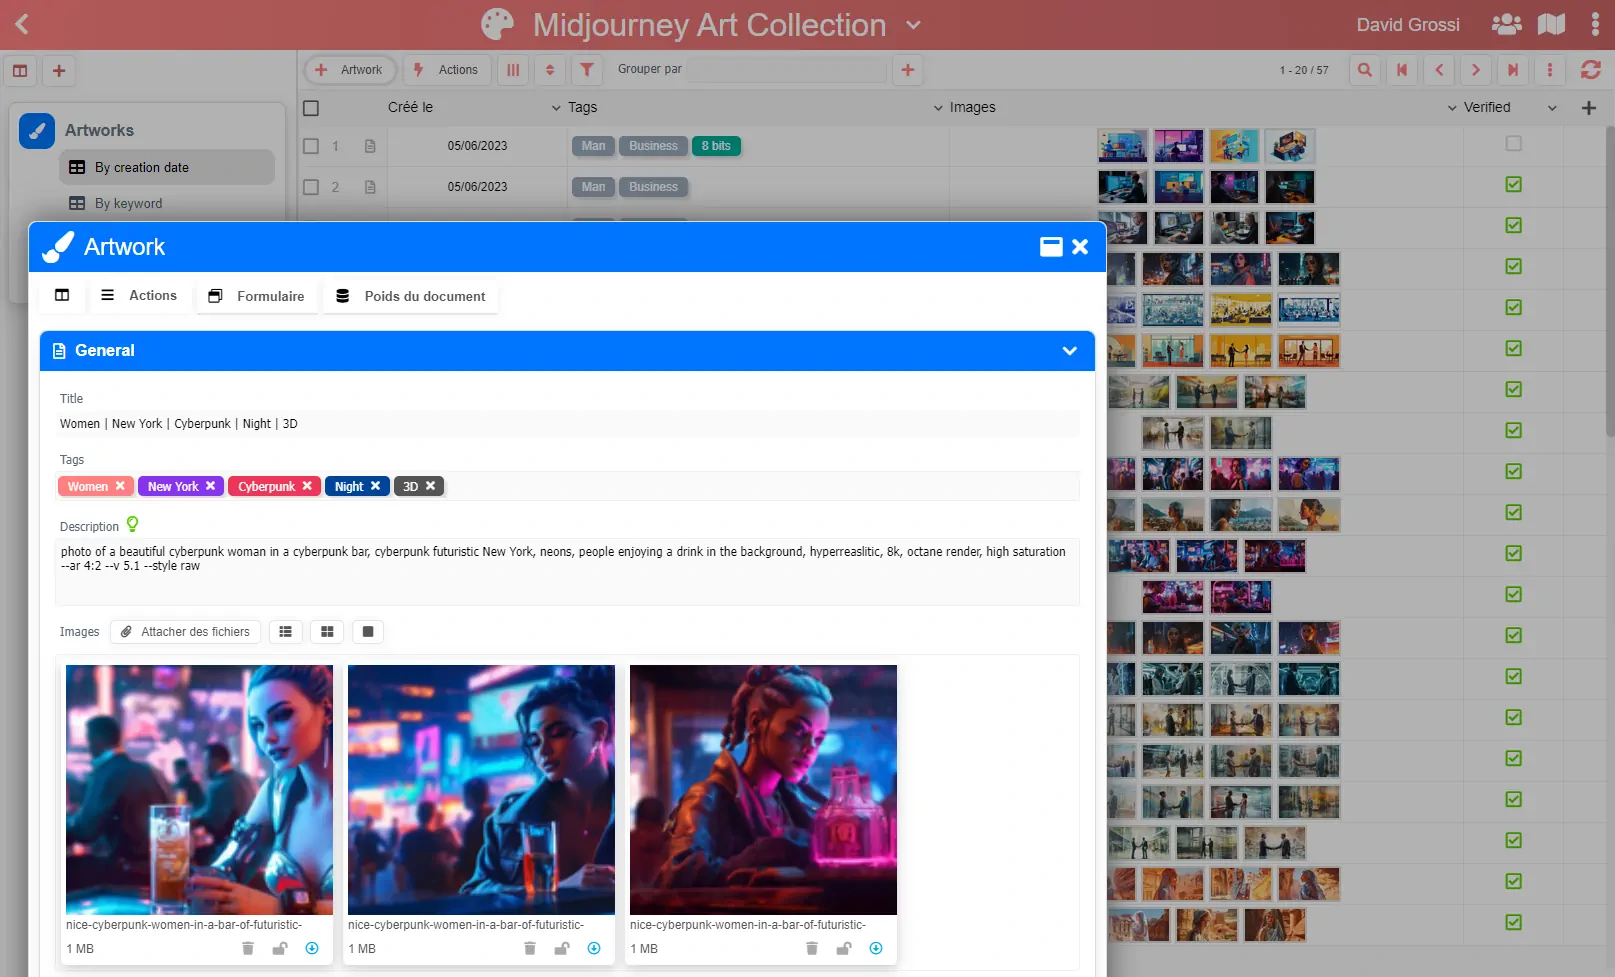 Midjourney Art Collection
David Grossi
Artwork
Actions
Grouper par
1 - 20 / 57
Artworks
By creation date
By keyword
Créé le
Tags
Images
Verified
1
05/06/2023
Man
Business
8 bits
2
05/06/2023
Man
Business
Artwork
Actions
Formulaire
Poids du document
General
Title
Women | New York | Cyberpunk | Night | 3D
Tags
Women
New York
Cyberpunk
Night
3D
Description
photo of a beautiful cyberpunk woman in a cyberpunk bar, cyberpunk futuristic New York, neons, people enjoying a drink in the background, hyperreaslitic, 8k, octane render, high saturation
--ar 4:2 --v 5.1 --style raw
Images
Attacher des fichiers
nice-cyberpunk-women-in-a-bar-of-futuristic-
1 MB
nice-cyberpunk-women-in-a-bar-of-futuristic-
1 MB
nice-cyberpunk-women-in-a-bar-of-futuristic-
1 MB